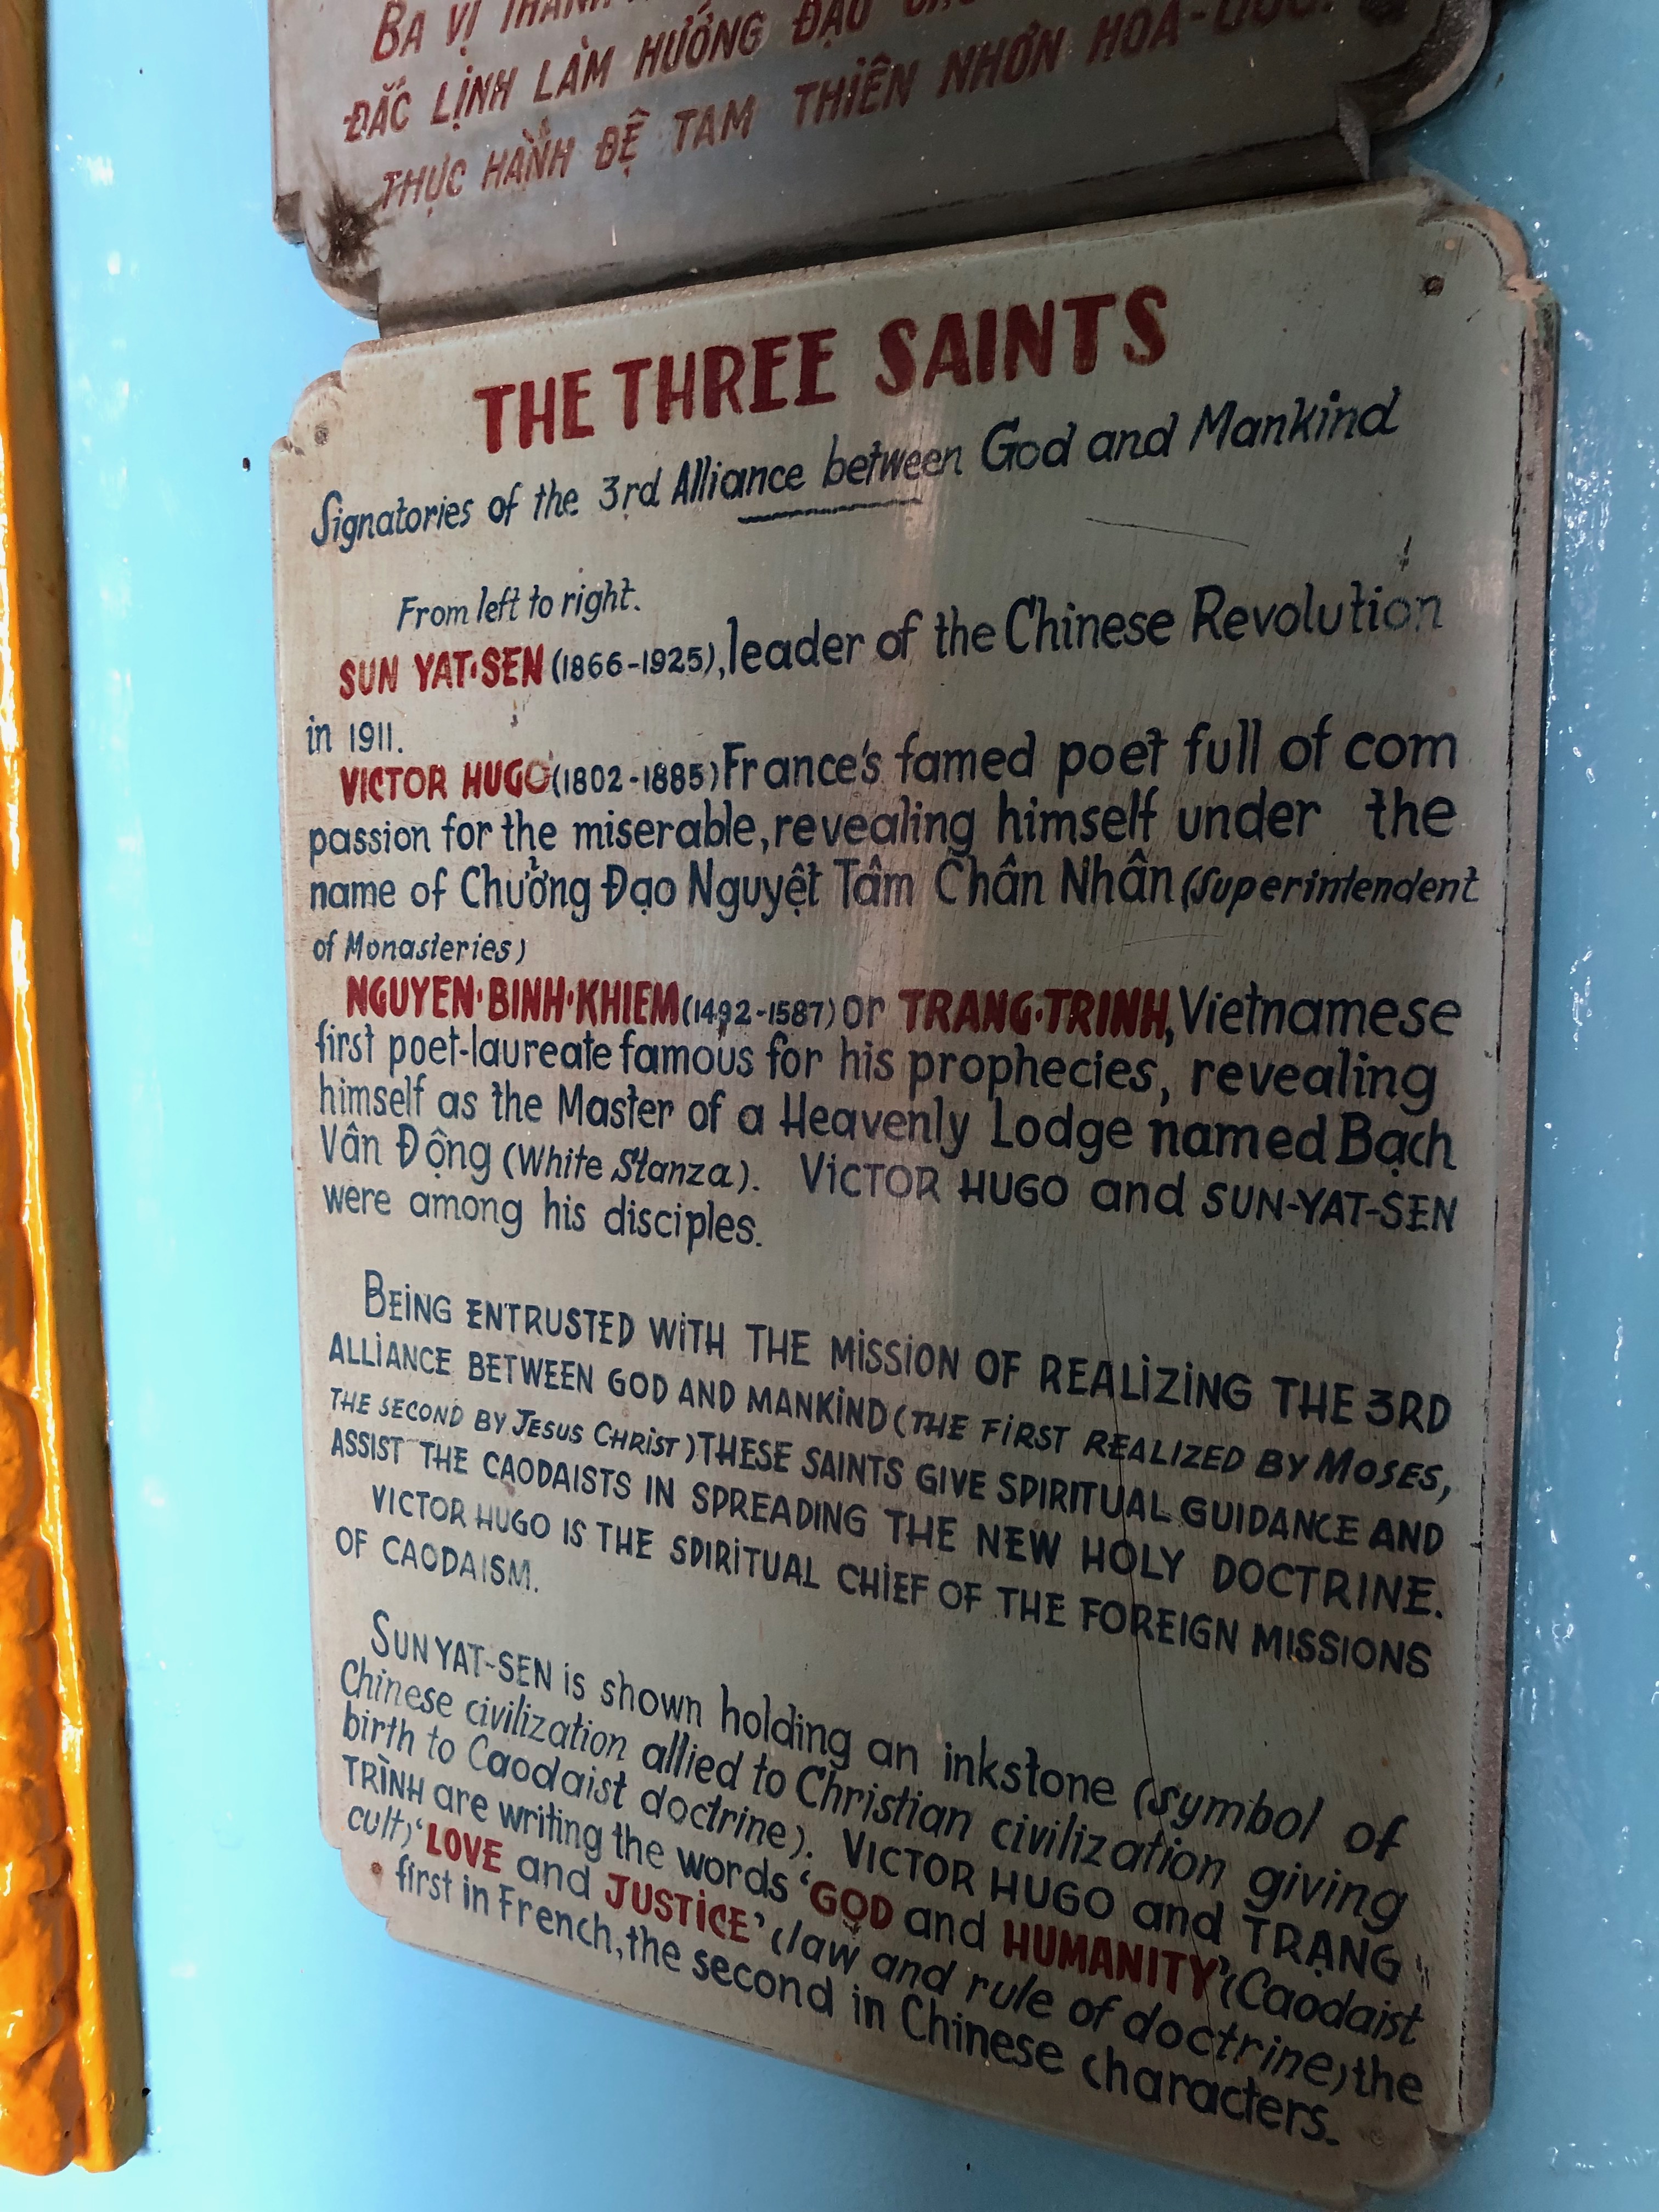 BA VỊ THÁNH
ĐẮC LỊNH LÀM HƯỚNG ĐẠO
THỰC HÀNH ĐỆ TAM THIÊN NHƠN HOÀ-ƯỚC.
THE THREE SAINTS
Signatories of the 3rd Alliance between God and Mankind
From left to right.
SUN YAT-SEN (1866-1925), leader of the Chinese Revolution
in 1911.
VICTOR HUGO (1802-1885) France's famed poet full of com
passion for the miserable, revealing himself under the
name of Chưởng Đạo Nguyệt Tâm Chân Nhân (Superintendent
of Monasteries)
NGUYEN-BINH-KHIEM (1492-1587) or TRANG-TRINH, Vietnamese
first poet-laureate famous for his prophecies, revealing
himself as the Master of a Heavenly Lodge named Bạch
Vân Động (White Stanza). VICTOR HUGO and SUN-YAT-SEN
were among his disciples.
BEING ENTRUSTED WITH THE MISSION OF REALIZING THE 3RD
ALLIANCE BETWEEN GOD AND MANKIND (THE FIRST REALIZED BY MOSES,
THE SECOND BY JESUS CHRIST) THESE SAINTS GIVE SPIRITUAL GUIDANCE AND
ASSIST THE CAODAISTS IN SPREADING THE NEW HOLY DOCTRINE.
VICTOR HUGO IS THE SPIRITUAL CHIEF OF THE FOREIGN MISSIONS
OF CAODAISM.
SUN YAT-SEN is shown holding an inkstone (symbol of
Chinese civilization allied to Christian civilization giving
birth to Caodaist doctrine). VICTOR HUGO and TRẠNG
TRÌNH are writing the words 'GOD and HUMANITY' (Caodaist
cult) 'LOVE and JUSTICE' (law and rule of doctrine) the
first in French, the second in Chinese characters.